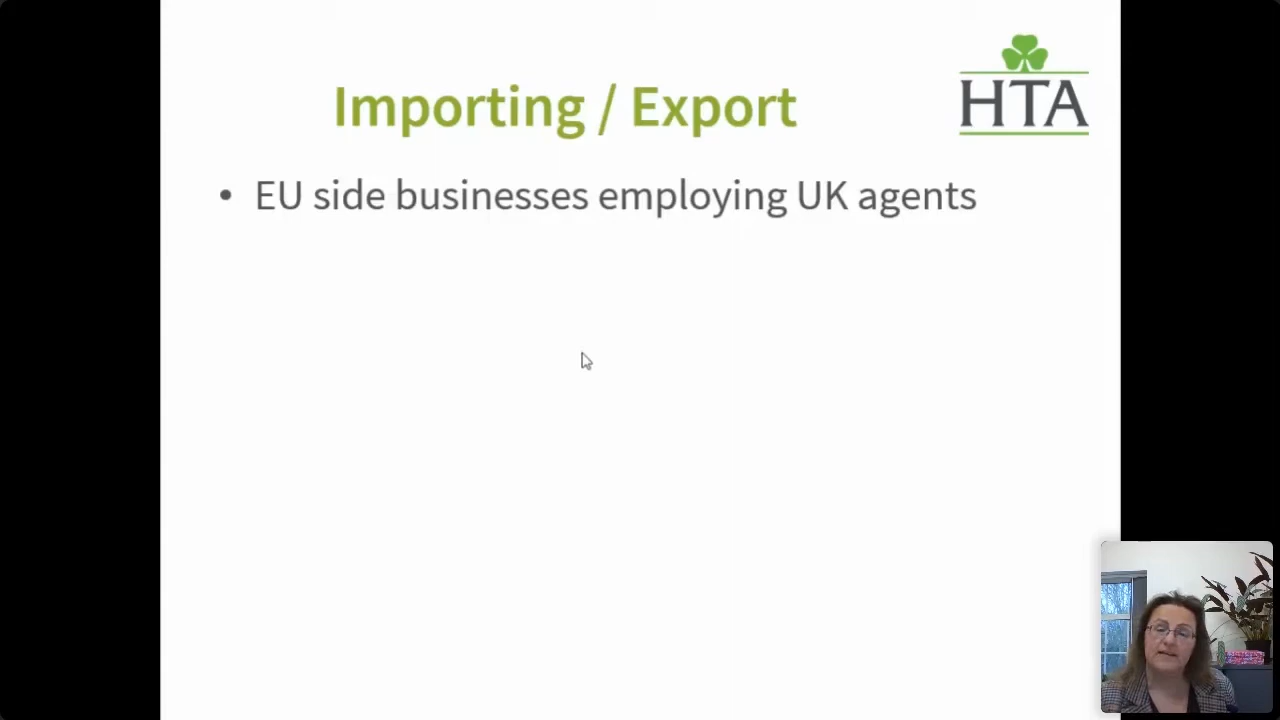 HTA
Importing / Export
• EU side businesses employing UK agents